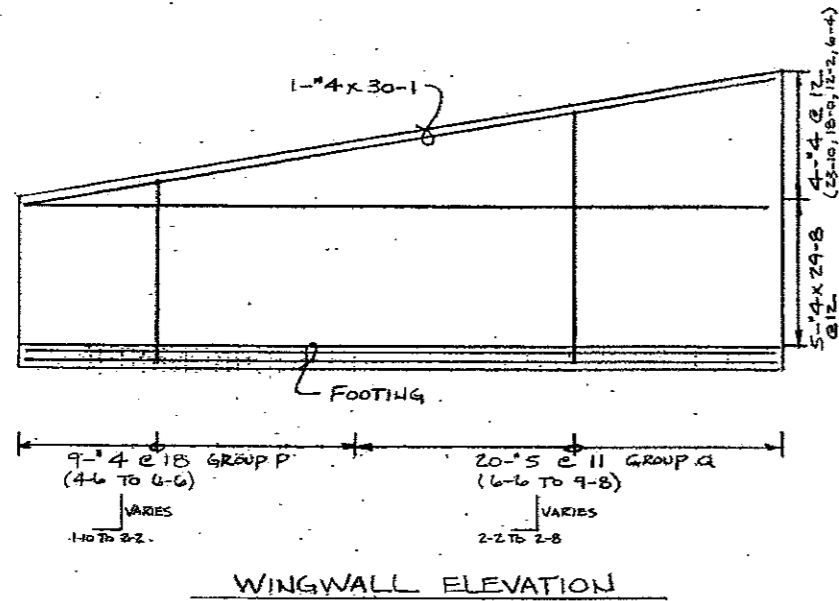 1-#4 x 30-1
4-#4 @ 12
(23-10, 18-0, 12-2, 6-4)
5-#4 x 29-8
@ 12
FOOTING
9-#4 @ 18 GROUP P
(4-6 TO 6-6)
VARIES
1-10 TO 2-2
20-#5 @ 11 GROUP Q
(6-6 TO 9-8)
VARIES
2-2 TO 2-8
WINGWALL ELEVATION